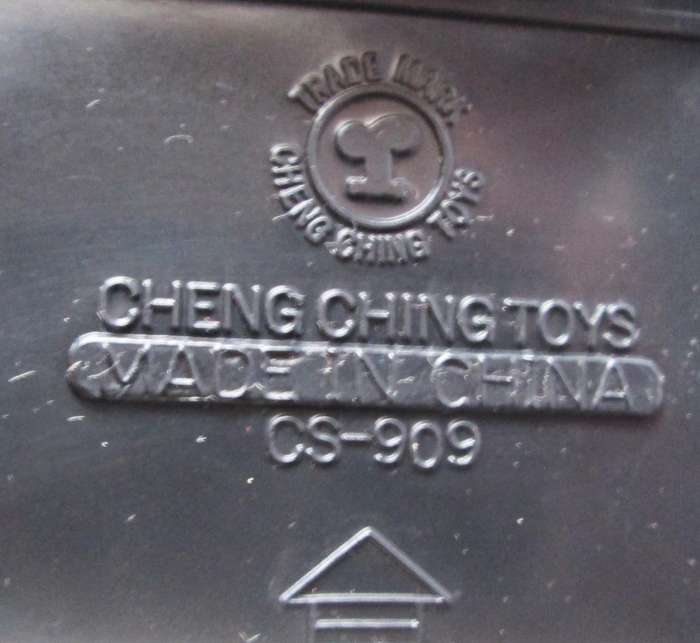 TRADE MARK
CHENG CHING TOYS
CHENG CHING TOYS
MADE IN CHINA
CS-909